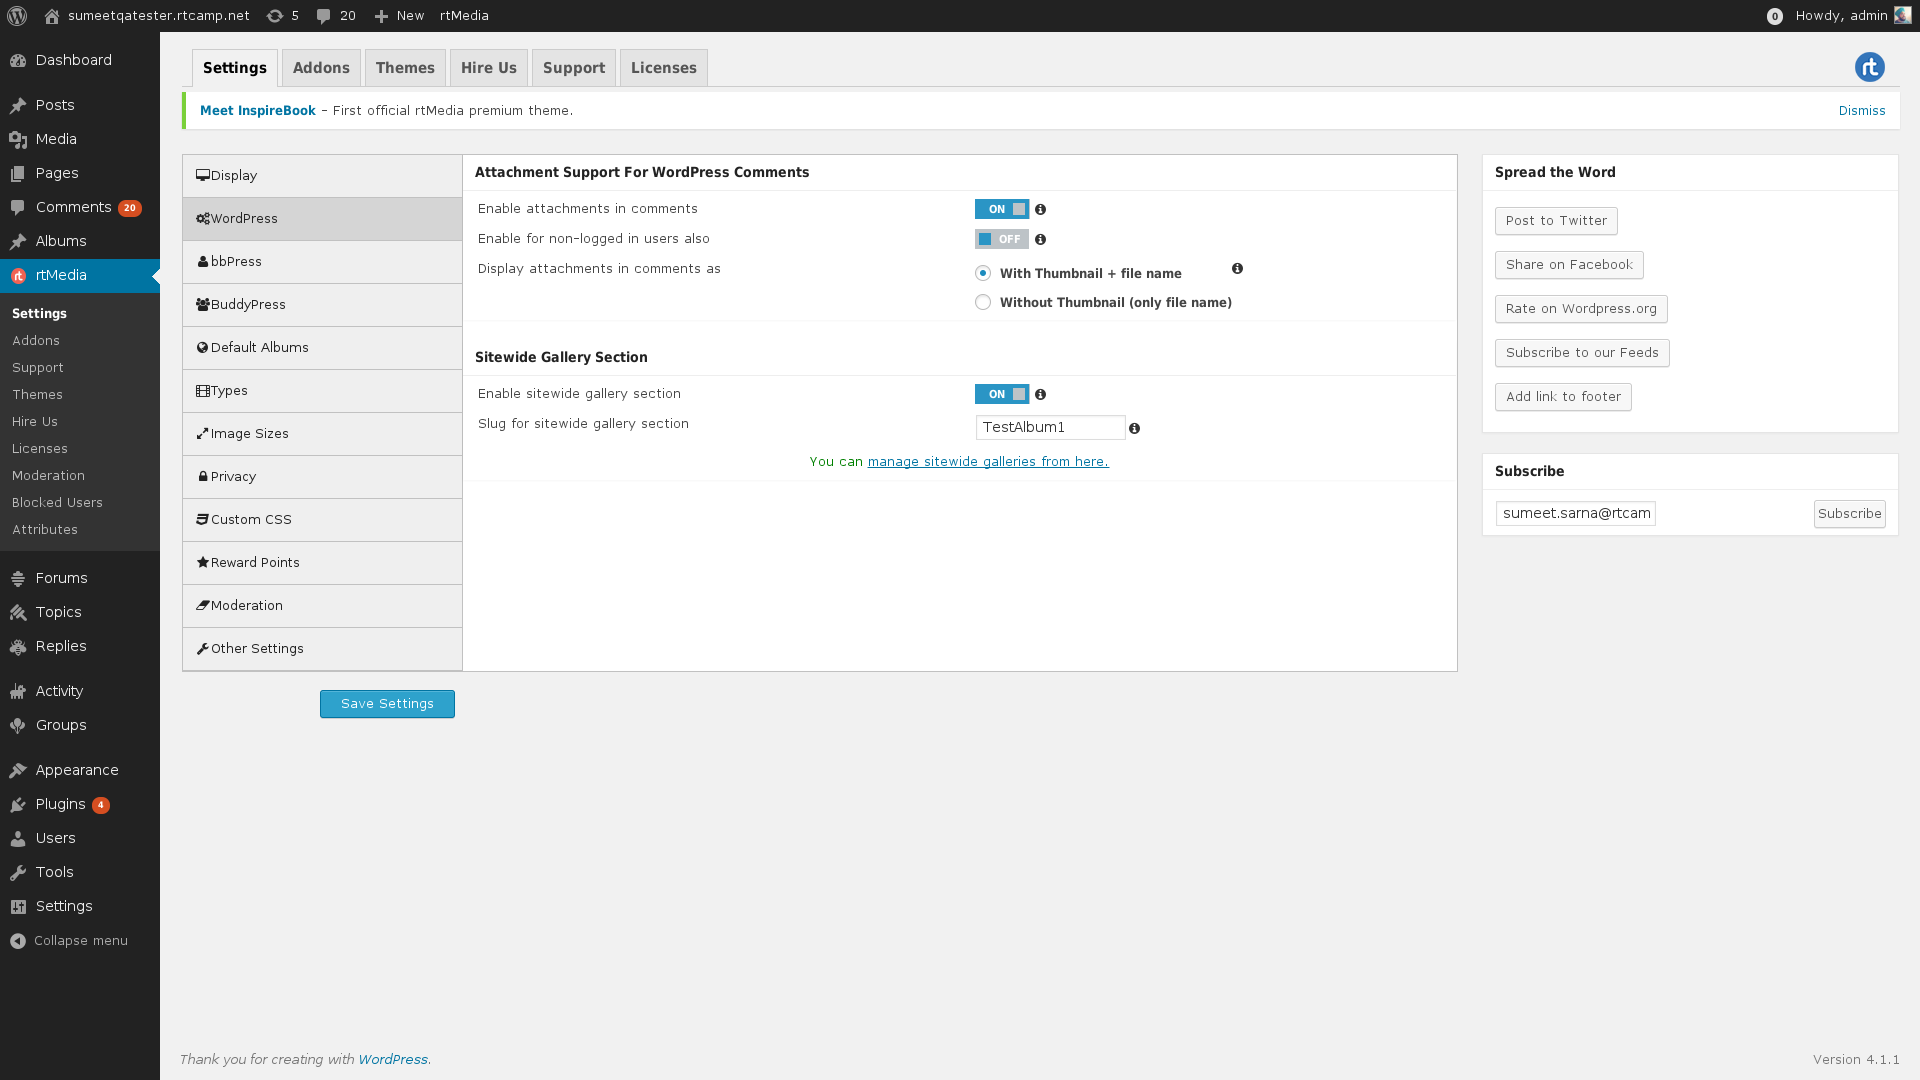 sumeetqatester.rtcamp.net 5 20 New rtMedia 0 Howdy, admin
Dashboard
Posts
Media
Pages
Comments 20
Albums
rtMedia
Settings
Addons
Support
Themes
Hire Us
Licenses
Moderation
Blocked Users
Attributes
Forums
Topics
Replies
Activity
Groups
Appearance
Plugins 4
Users
Tools
Settings
Collapse menu
Settings Addons Themes Hire Us Support Licenses
rt
Meet InspireBook - First official rtMedia premium theme. Dismiss
Display
WordPress
bbPress
BuddyPress
Default Albums
Types
Image Sizes
Privacy
Custom CSS
Reward Points
Moderation
Other Settings
Save Settings
Attachment Support For WordPress Comments
Enable attachments in comments ON
Enable for non-logged in users also OFF
Display attachments in comments as With Thumbnail + file name
Without Thumbnail (only file name)
Sitewide Gallery Section
Enable sitewide gallery section ON
Slug for sitewide gallery section TestAlbum1
You can manage sitewide galleries from here.
Spread the Word
Post to Twitter
Share on Facebook
Rate on Wordpress.org
Subscribe to our Feeds
Add link to footer
Subscribe
sumeet.sarna@rtcam Subscribe
Thank you for creating with WordPress. Version 4.1.1